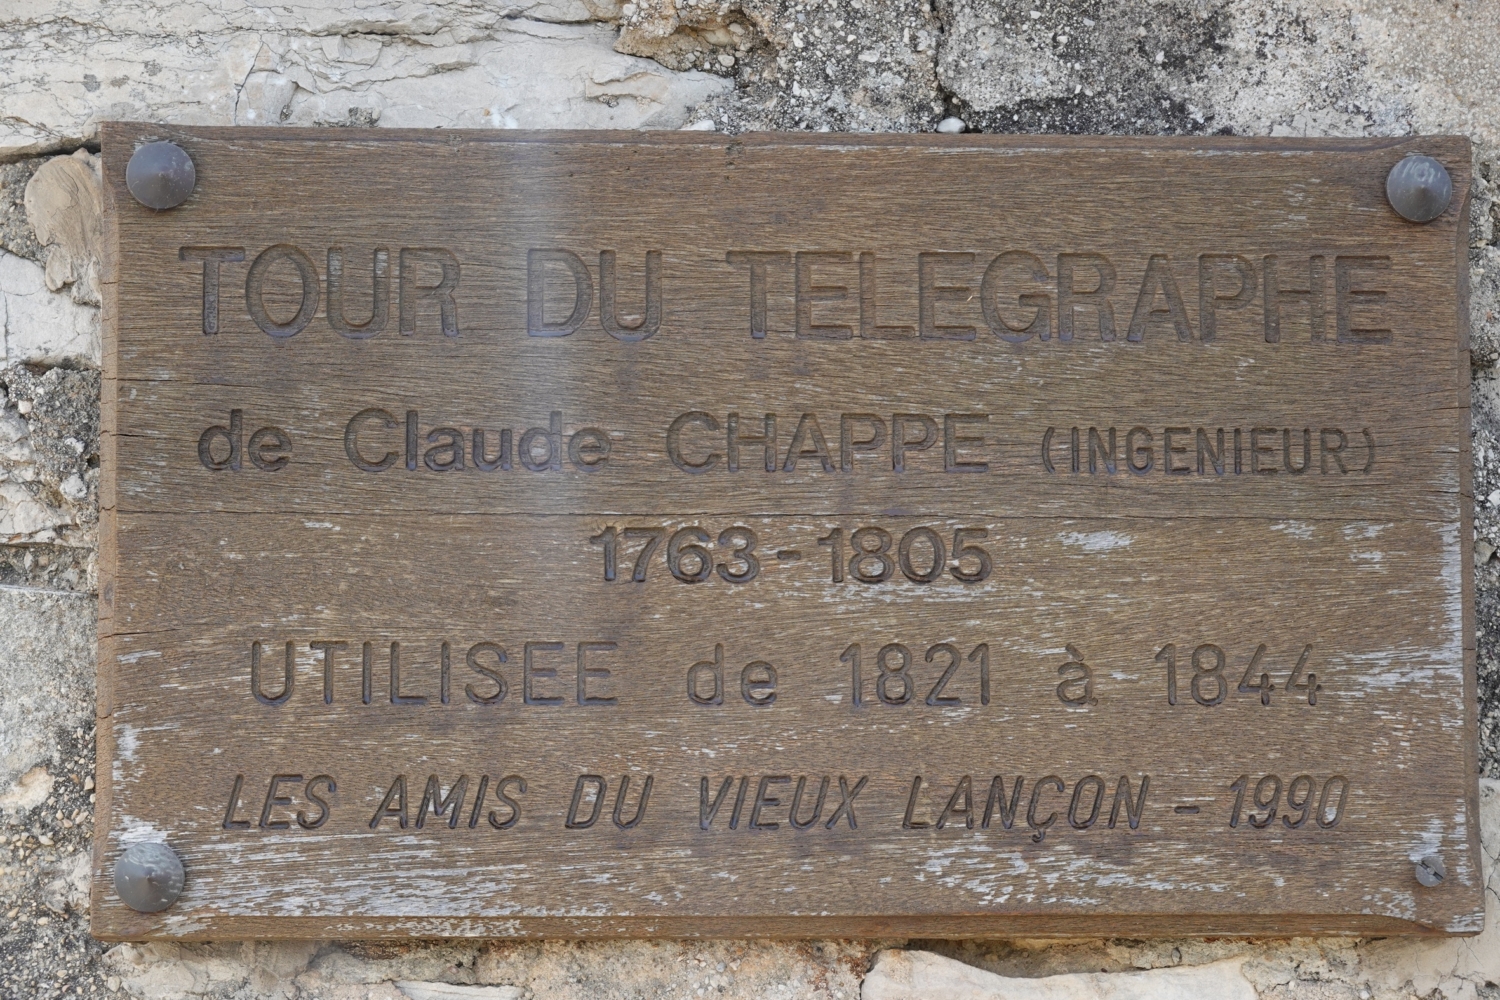 TOUR DU TELEGRAPHE
de Claude CHAPPE (INGENIEUR)
1763-1805
UTILISEE de 1821 à 1844
LES AMIS DU VIEUX LANÇON - 1990